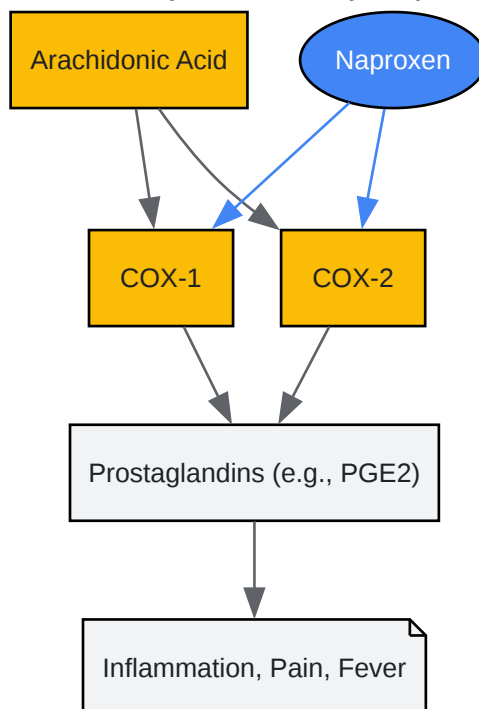 Arachidonic Acid
Naproxen
COX-1
COX-2
Prostaglandins (e.g., PGE2)
Inflammation, Pain, Fever